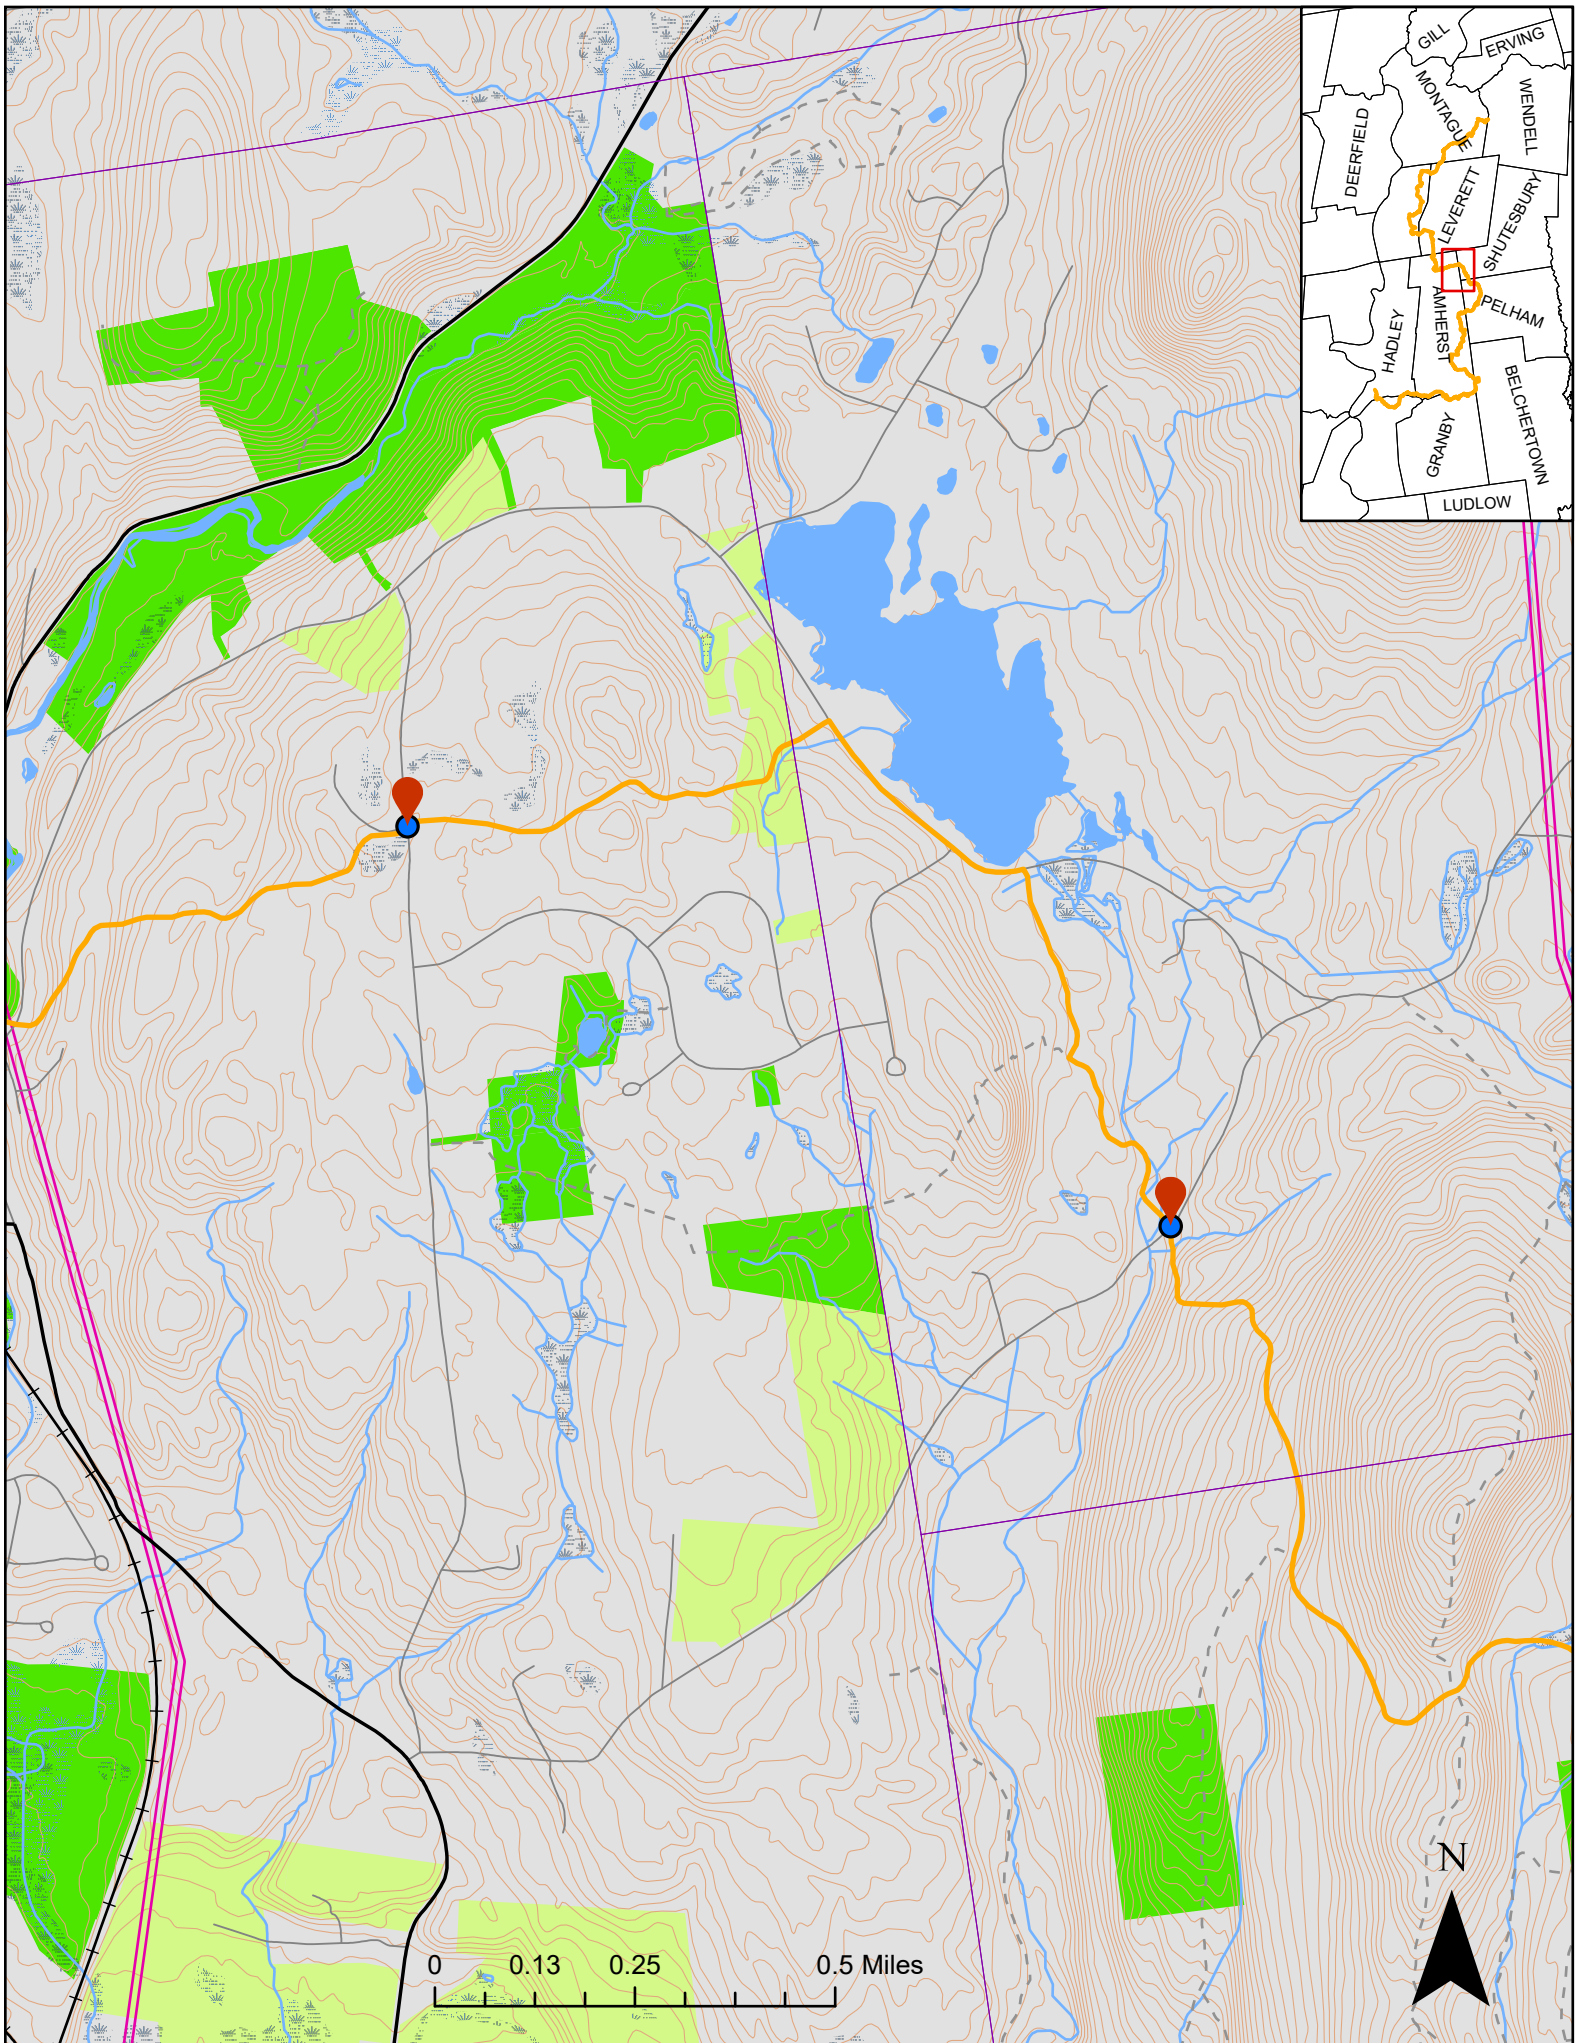 GILL
ERVING
MONTAGUE
WENDELL
DEERFIELD
LEVERETT
SHUTESBURY
AMHERST
PELHAM
HADLEY
BELCHERTOWN
GRANBY
LUDLOW
N
0 0.13 0.25 0.5 Miles